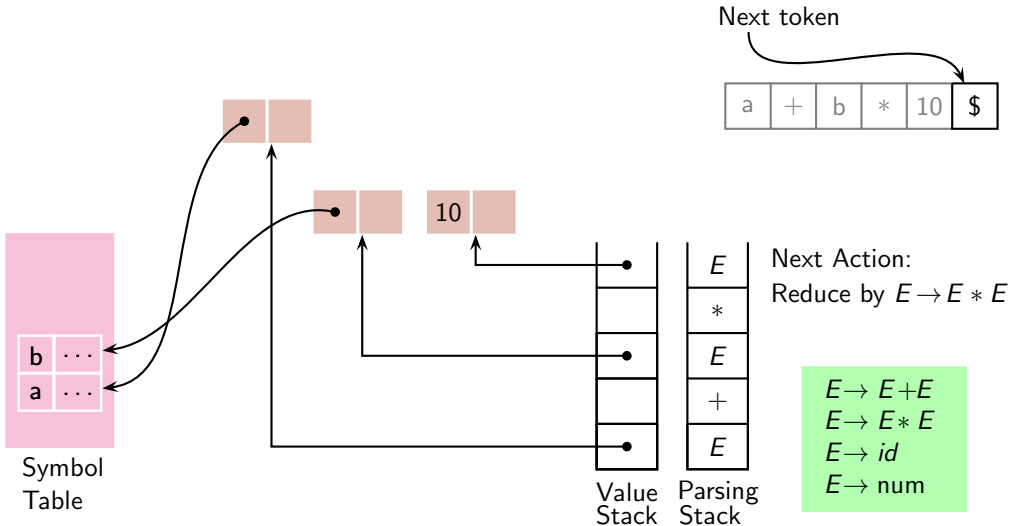 Next token
a + b * 10 $
10
E
*
E
+
E
Next Action:
Reduce by E → E * E
b ...
a ...
Symbol
Table
Value
Stack
Parsing
Stack
E → E+E
E → E * E
E → id
E → num